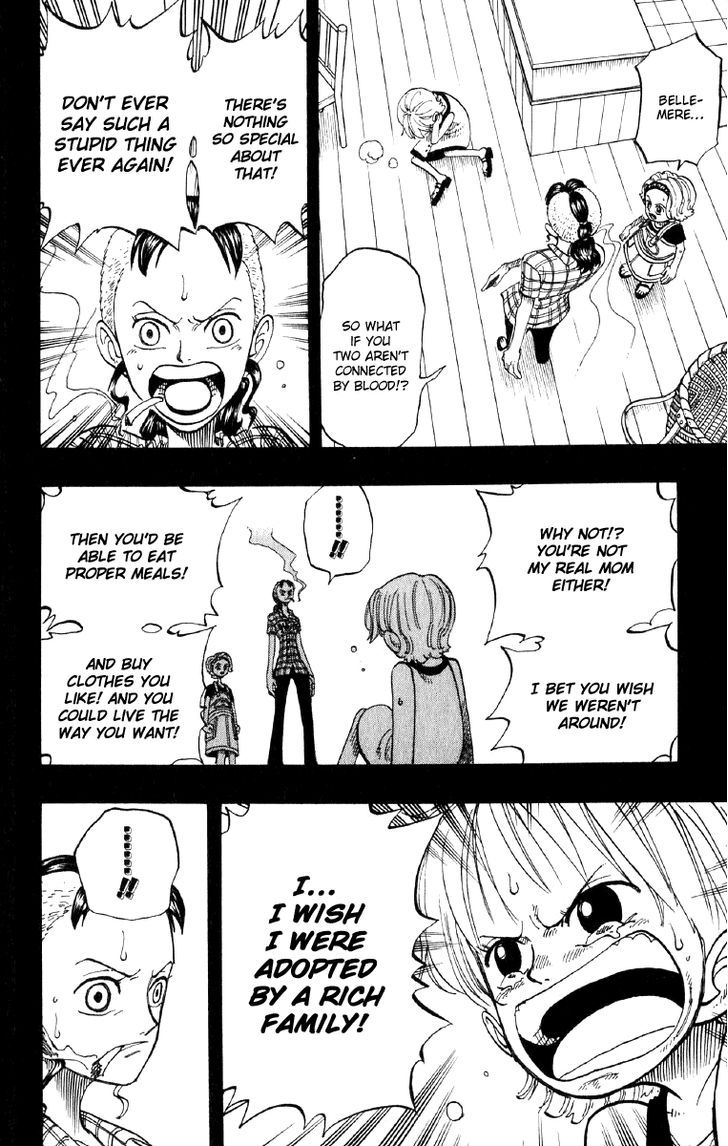 BELLE-
MERE...
SO WHAT
IF YOU
TWO AREN'T
CONNECTED
BY BLOOD!?
THERE'S
NOTHING
SO SPECIAL
ABOUT
THAT!
DON'T EVER
SAY SUCH A
STUPID THING
EVER AGAIN!
WHY NOT!?
YOU'RE NOT
MY REAL MOM
EITHER!
I BET YOU WISH
WE WEREN'T
AROUND!
......!!
THEN YOU'D BE
ABLE TO EAT
PROPER MEALS!
AND BUY
CLOTHES YOU
LIKE! AND YOU
COULD LIVE THE
WAY YOU WANT!
I...
I WISH
I WERE
ADOPTED
BY A RICH
FAMILY!
......!!